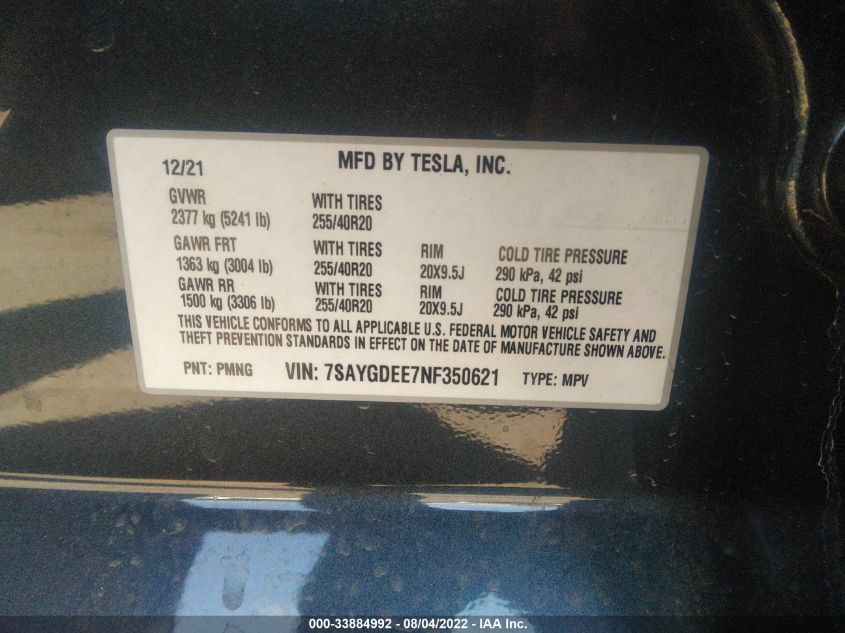 12/21 MFD BY TESLA, INC.
GVWR WITH TIRES
2377 kg (5241 lb) 255/40R20
GAWR FRT WITH TIRES RIM COLD TIRE PRESSURE
1363 kg (3004 lb) 255/40R20 20X9.5J 290 kPa, 42 psi
GAWR RR WITH TIRES RIM COLD TIRE PRESSURE
1500 kg (3306 lb) 255/40R20 20X9.5J 290 kPa, 42 psi
THIS VEHICLE CONFORMS TO ALL APPLICABLE U.S. FEDERAL MOTOR VEHICLE SAFETY AND
THEFT PREVENTION STANDARDS IN EFFECT ON THE DATE OF MANUFACTURE SHOWN ABOVE.
PNT: PMNG VIN: 7SAYGDEE7NF350621 TYPE: MPV
000-33884992 - 08/04/2022 - IAA Inc.